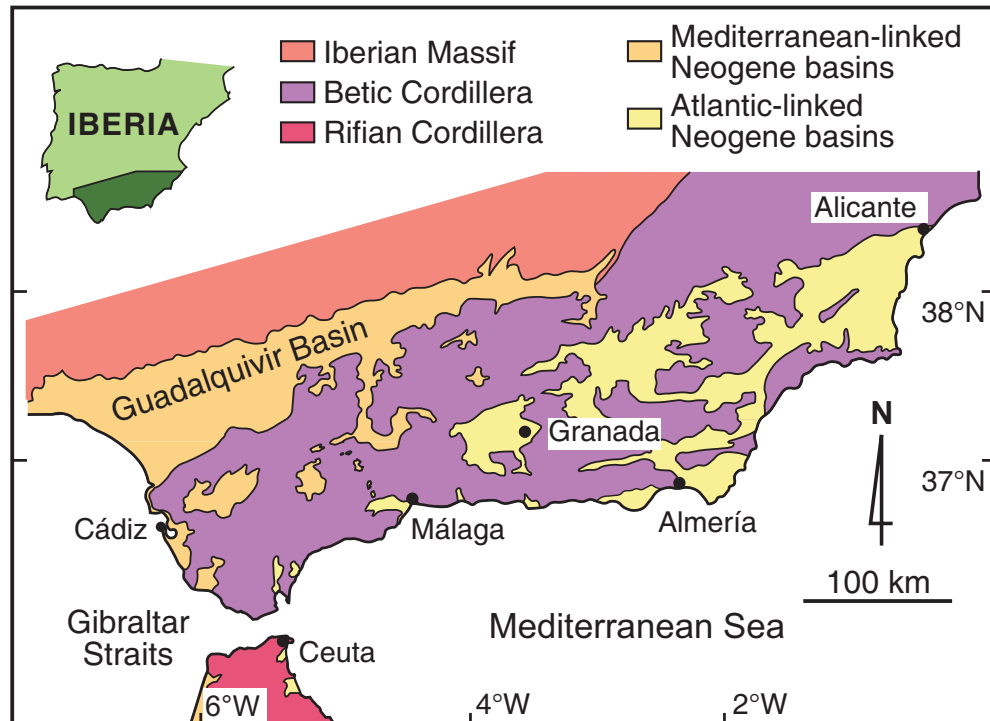 IBERIA
Iberian Massif
Betic Cordillera
Rifian Cordillera
Mediterranean-linked
Neogene basins
Atlantic-linked
Neogene basins
Alicante
38°N
Guadalquivir Basin
N
Granada
37°N
Cádiz
Málaga
Almería
100 km
Gibraltar
Straits
Mediterranean Sea
Ceuta
6°W
4°W
2°W